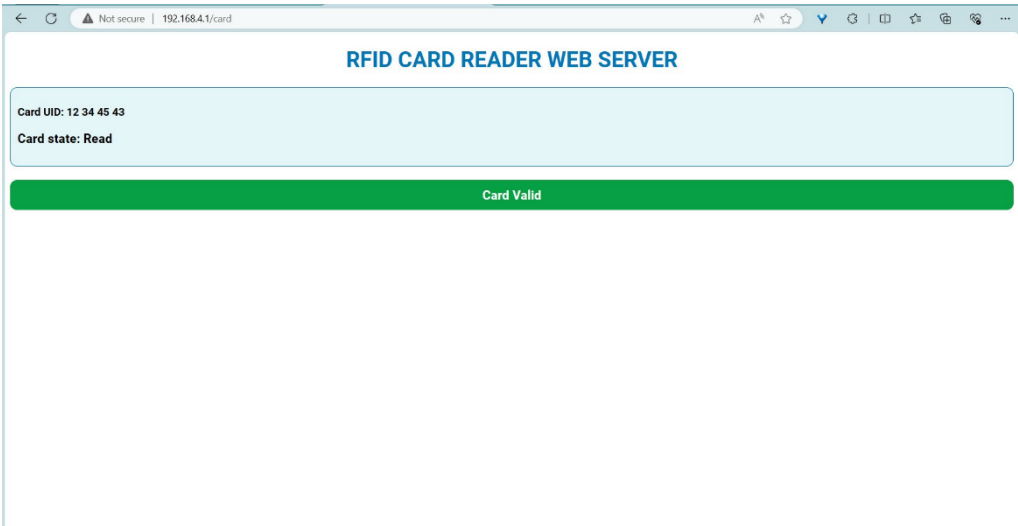 Not secure | 192.168.4.1/card
RFID CARD READER WEB SERVER
Card UID: 12 34 45 43
Card state: Read
Card Valid